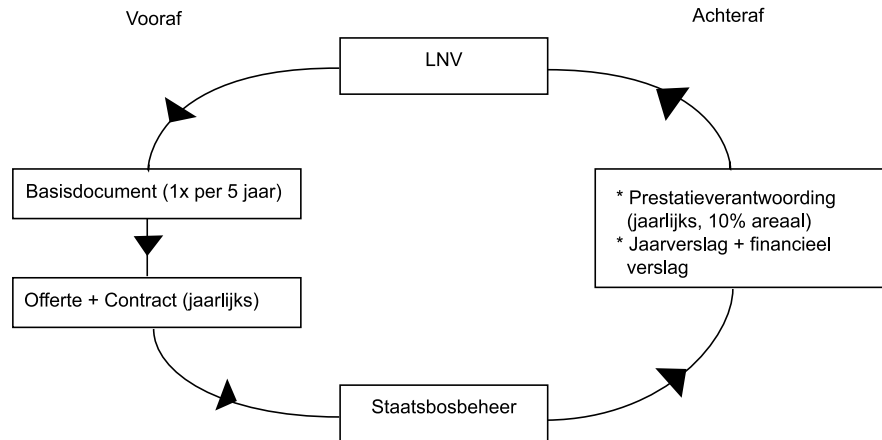 Vooraf
Achteraf
LNV
Basisdocument (1x per 5 jaar)
* Prestatieverantwoording
(jaarlijks, 10% areaal)
* Jaarverslag + financieel
verslag
Offerte + Contract (jaarlijks)
Staatsbosbeheer